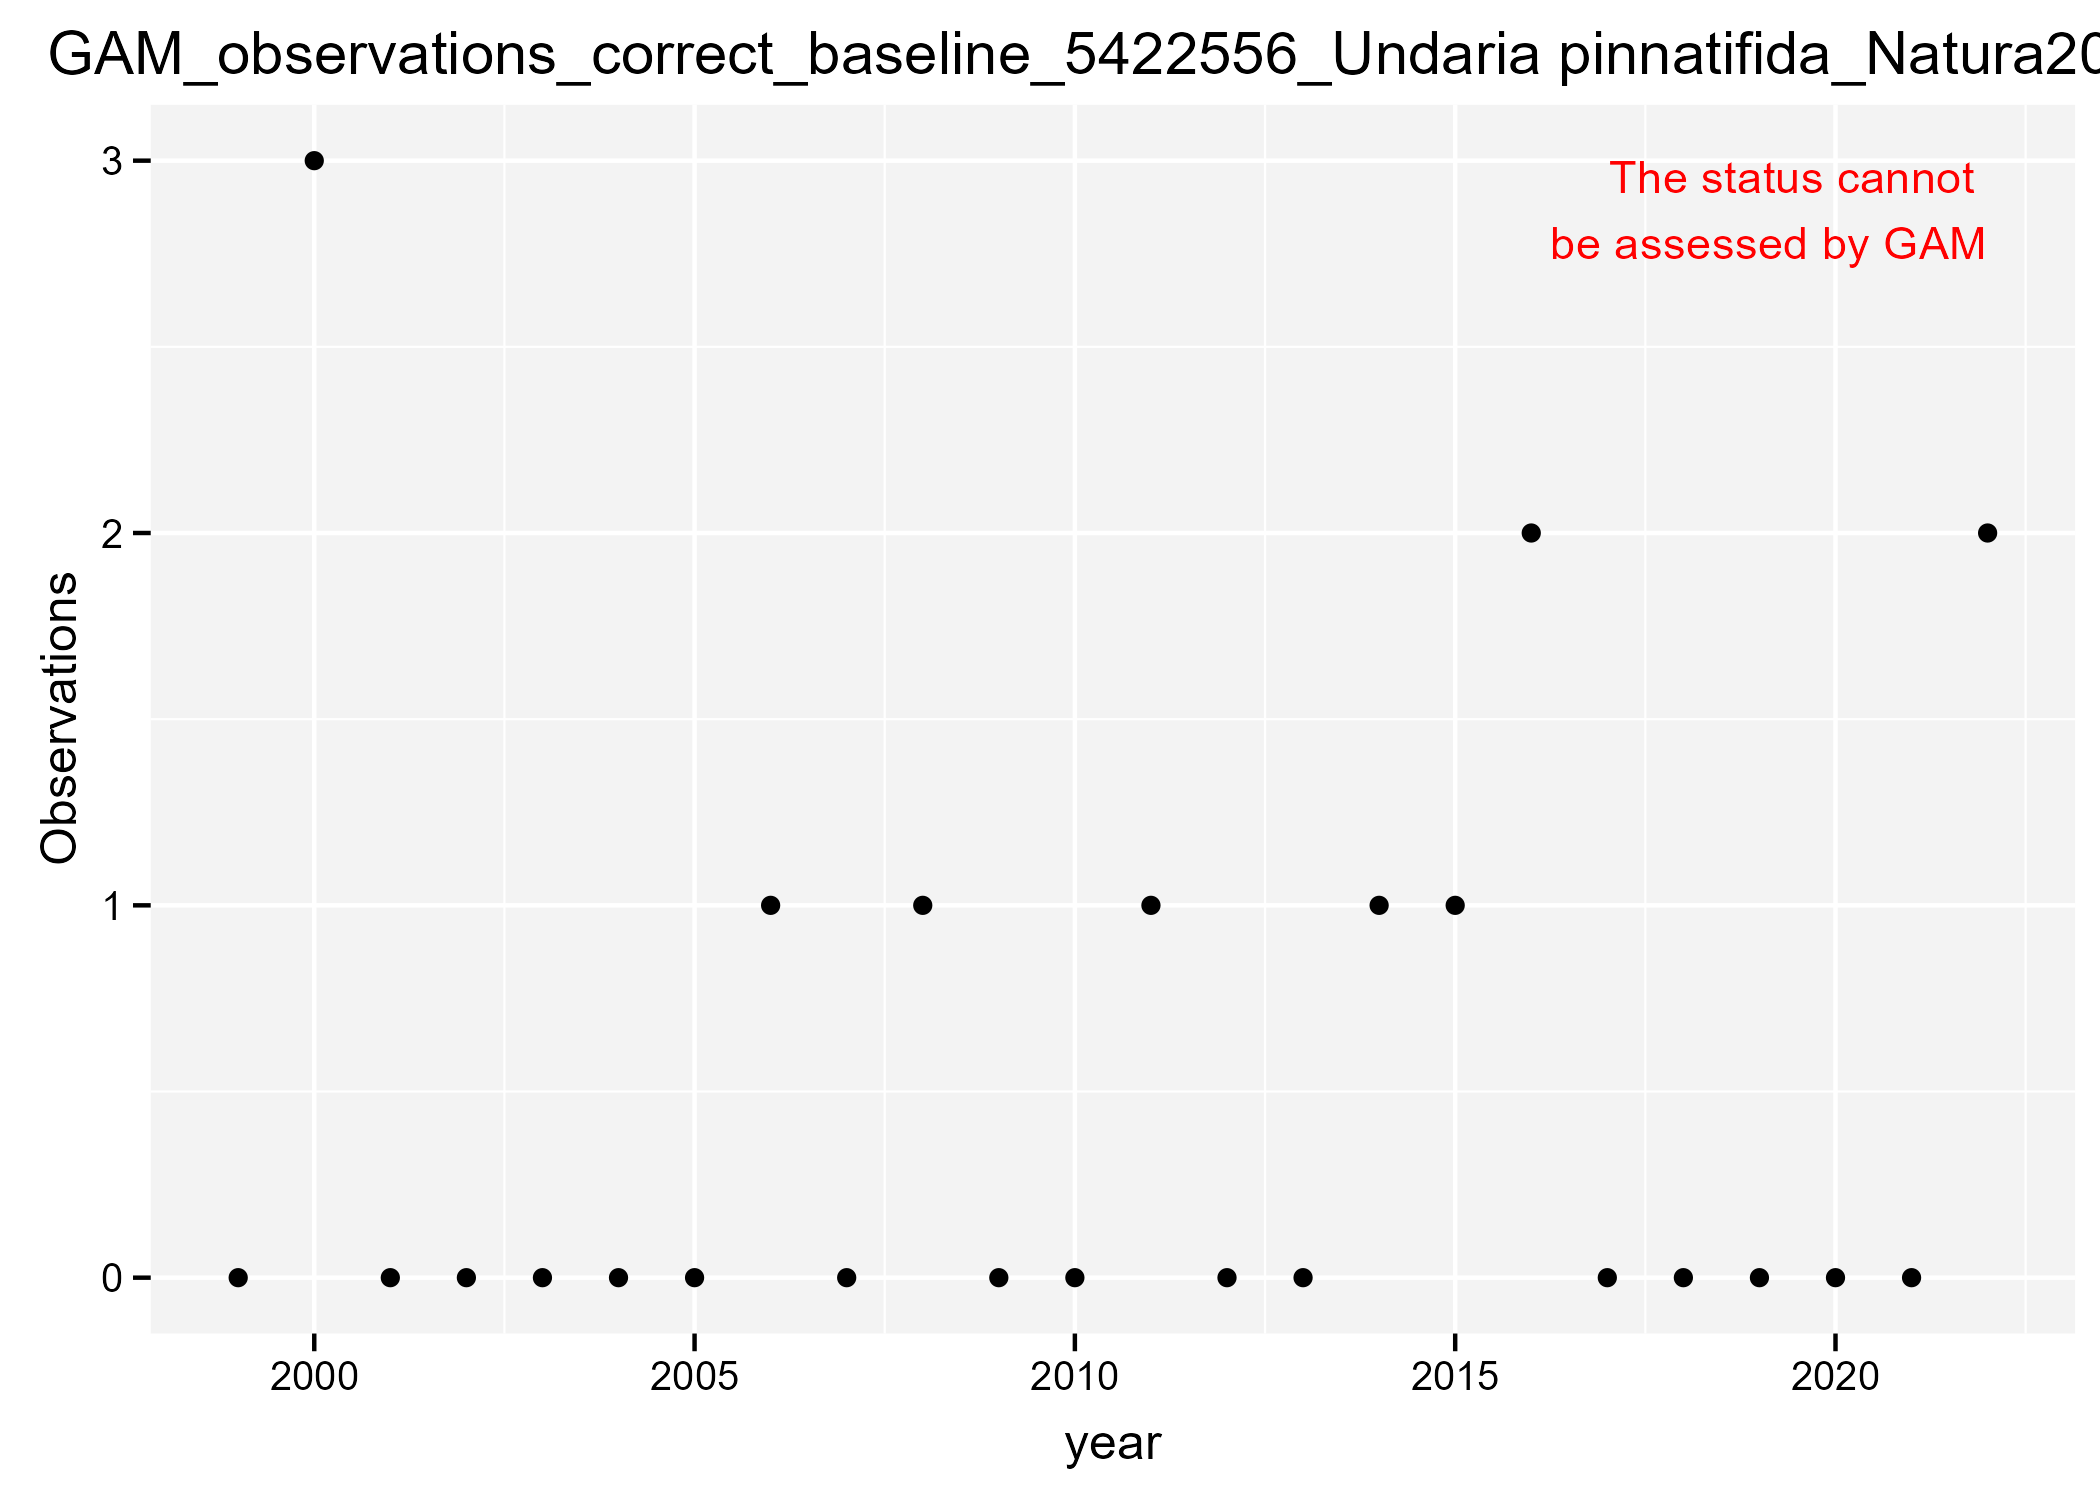 GAM_observations_correct_baseline_5422556_Undaria pinnatifida_Natura20
The status cannot
be assessed by GAM
3
2
1
0
Observations
2000 2005 2010 2015 2020
year